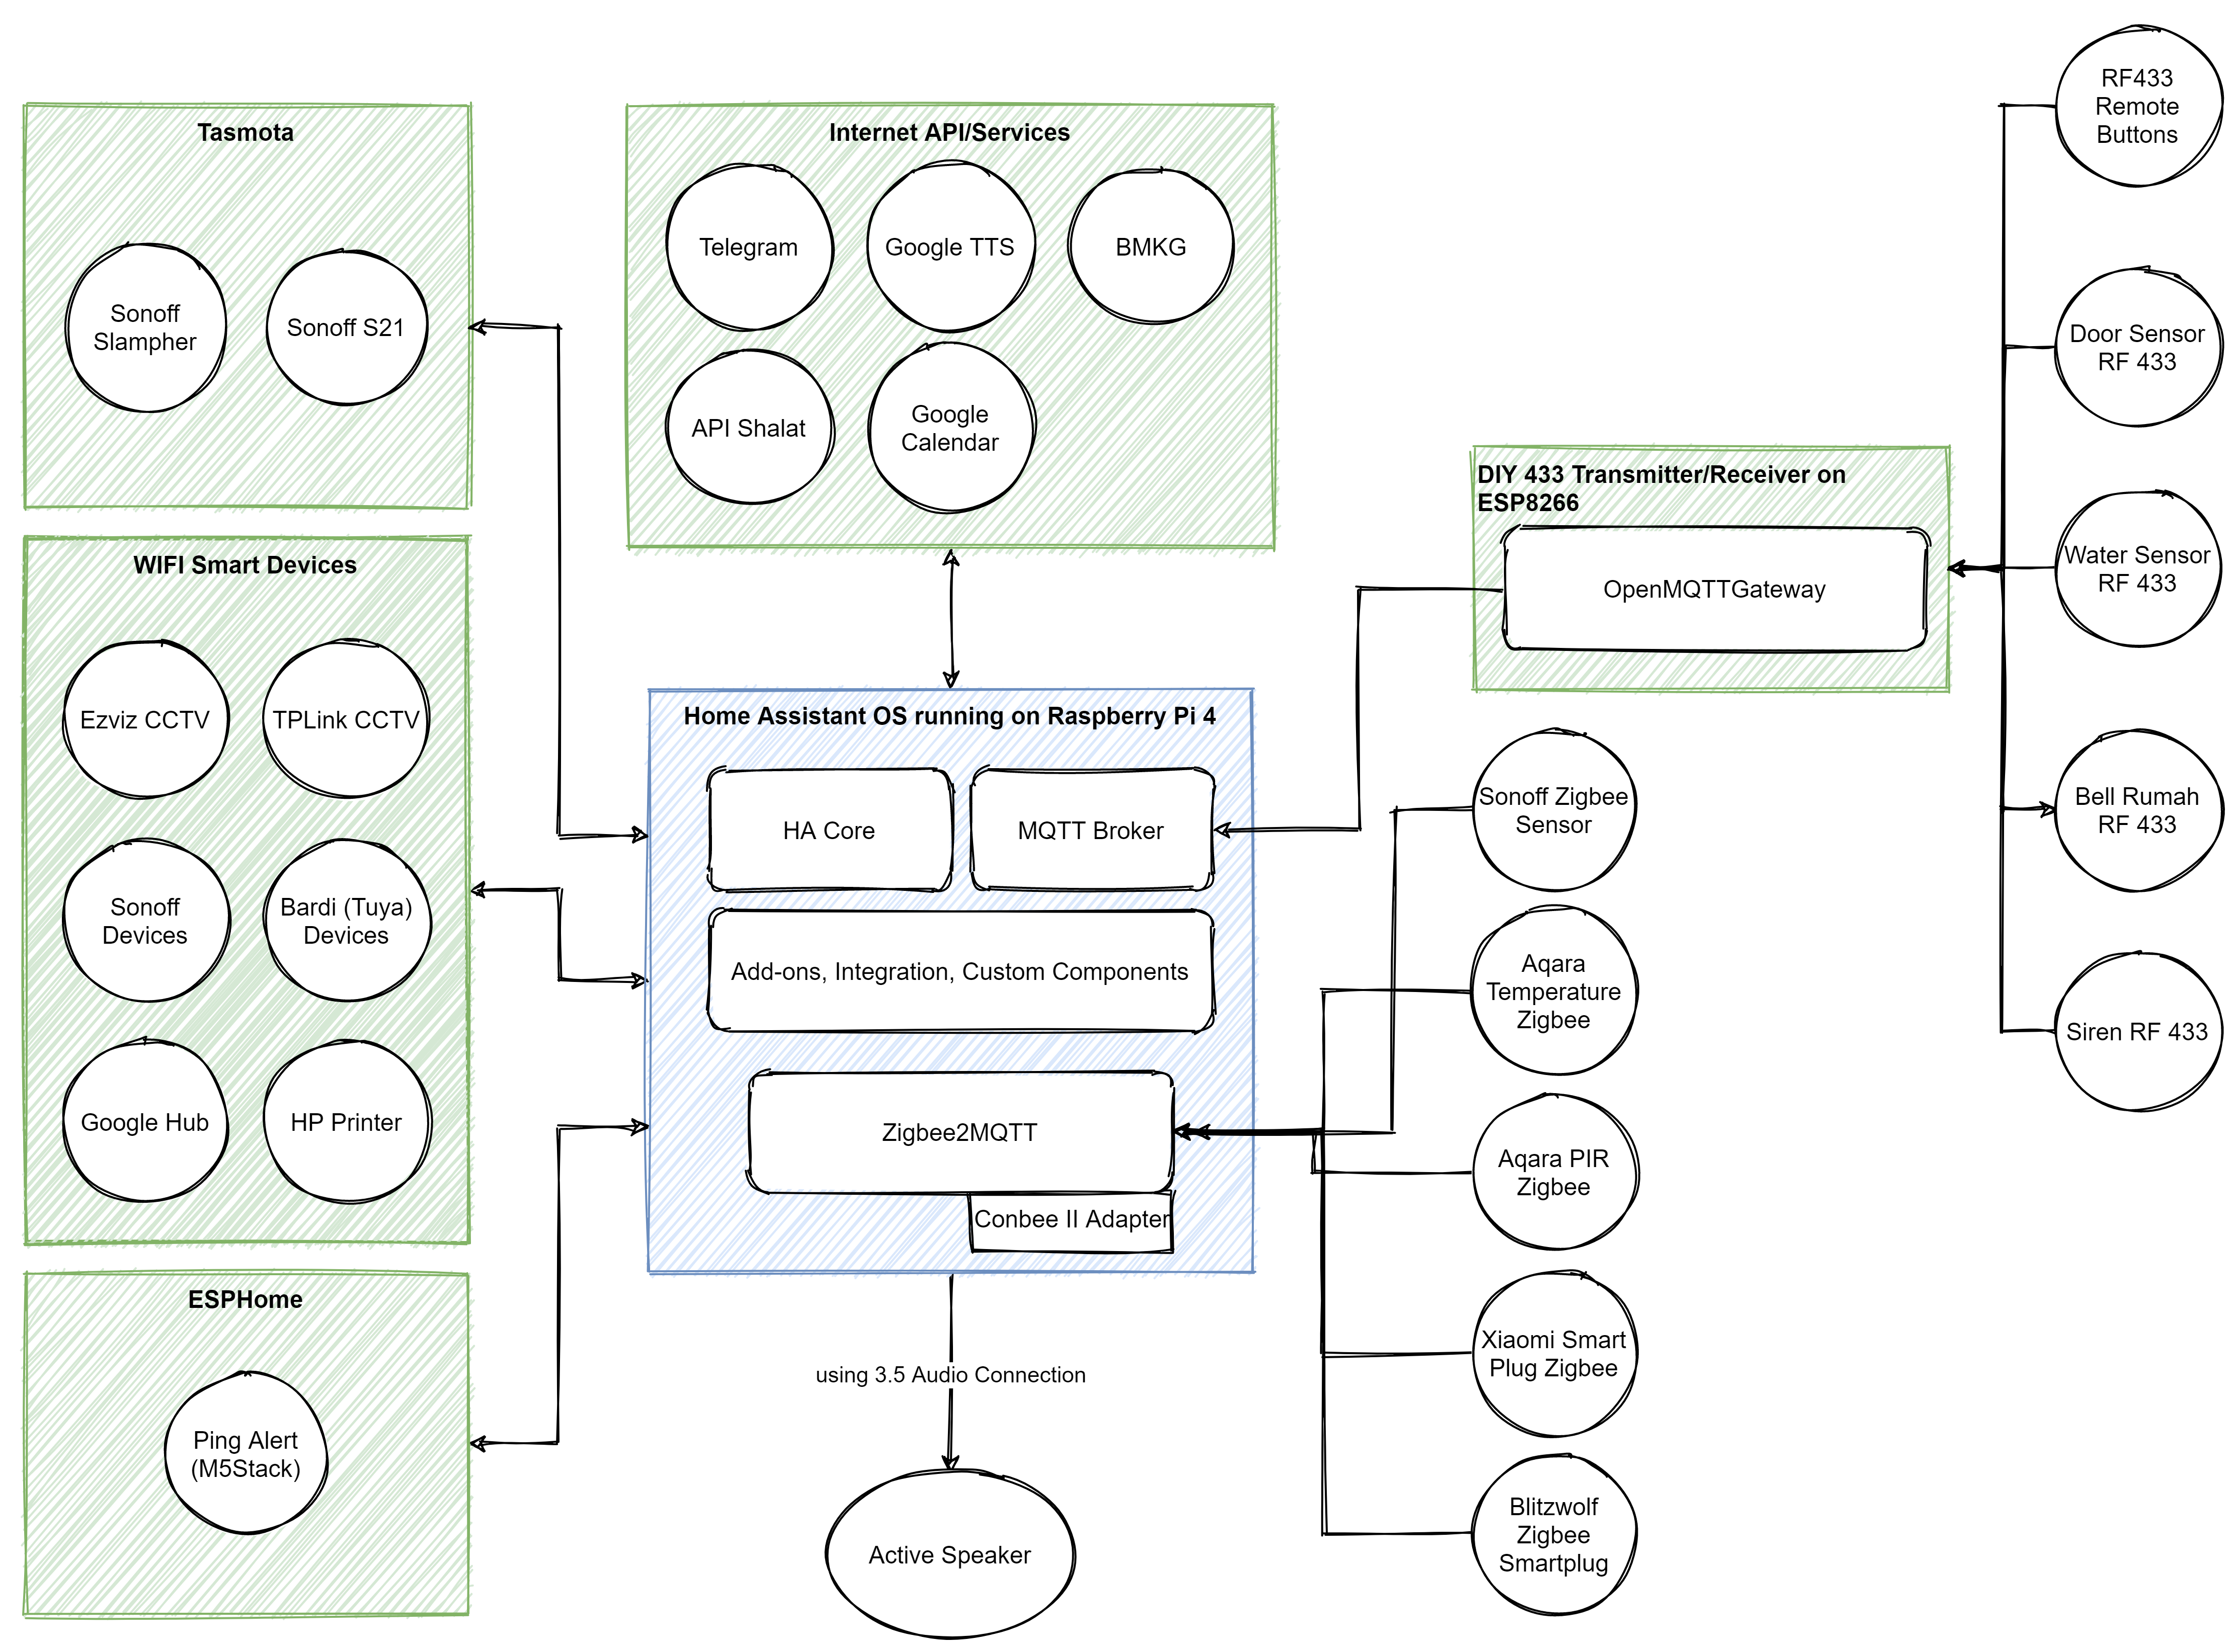 Tasmota
Sonoff
Slampher
Sonoff S21
WIFI Smart Devices
Ezviz CCTV
TPLink CCTV
Sonoff
Devices
Bardi (Tuya)
Devices
Google Hub
HP Printer
ESPHome
Ping Alert
(M5Stack)
Internet API/Services
Telegram
Google TTS
BMKG
API Shalat
Google
Calendar
Home Assistant OS running on Raspberry Pi 4
HA Core
MQTT Broker
Add-ons, Integration, Custom Components
Zigbee2MQTT
Conbee II Adapter
using 3.5 Audio Connection
Active Speaker
DIY 433 Transmitter/Receiver on
ESP8266
OpenMQTTGateway
Sonoff Zigbee
Sensor
Aqara
Temperature
Zigbee
Aqara PIR
Zigbee
Xiaomi Smart
Plug Zigbee
Blitzwolf
Zigbee
Smartplug
RF433
Remote
Buttons
Door Sensor
RF 433
Water Sensor
RF 433
Bell Rumah
RF 433
Siren RF 433